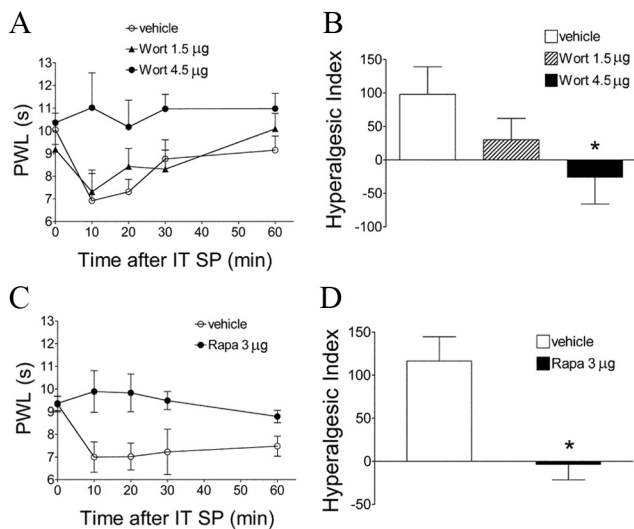 A
vehicle
Wort 1.5 µg
Wort 4.5 µg
PWL (s)
13
12
11
10
9
8
7
6
0 10 20 30 40 50 60
Time after IT SP (min)
B
vehicle
Wort 1.5 µg
Wort 4.5 µg
Hyperalgesic Index
150
100
50
0
-50
-100
*
C
vehicle
Rapa 3 µg
PWL (s)
13
12
11
10
9
8
7
6
0 10 20 30 40 50 60
Time after IT SP (min)
D
vehicle
Rapa 3 µg
Hyperalgesic Index
150
100
50
0
-50
*